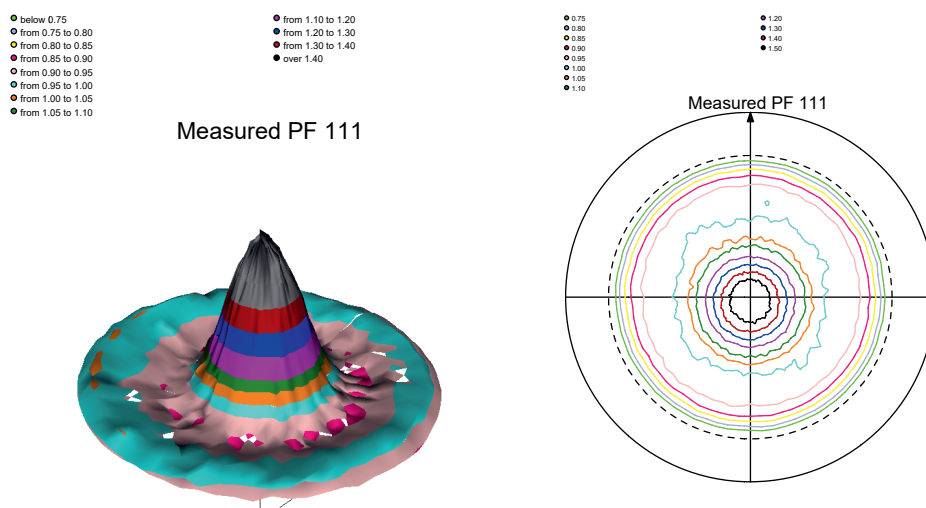 below 0.75
from 0.75 to 0.80
from 0.80 to 0.85
from 0.85 to 0.90
from 0.90 to 0.95
from 0.95 to 1.00
from 1.00 to 1.05
from 1.05 to 1.10
from 1.10 to 1.20
from 1.20 to 1.30
from 1.30 to 1.40
over 1.40
Measured PF 111
0.75
0.80
0.85
0.90
0.95
1.00
1.05
1.10
1.20
1.30
1.40
1.50
Measured PF 111